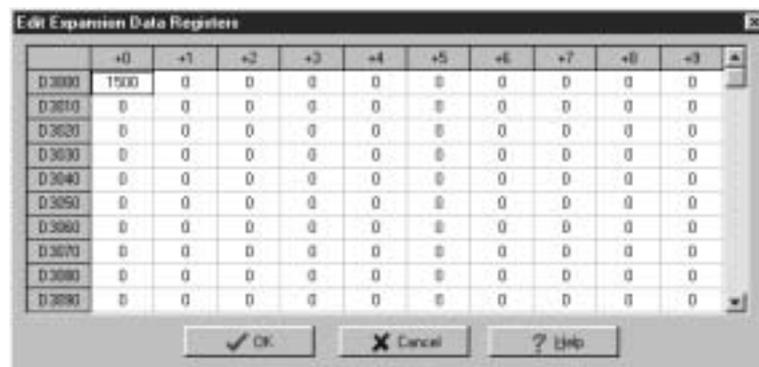 Edit Expansion Data Registers
+0 +1 +2 +3 +4 +5 +6 +7 +8 +9
D3000 1500 0 0 0 0 0 0 0 0 0
D3010 0 0 0 0 0 0 0 0 0 0
D3020 0 0 0 0 0 0 0 0 0 0
D3030 0 0 0 0 0 0 0 0 0 0
D3040 0 0 0 0 0 0 0 0 0 0
D3050 0 0 0 0 0 0 0 0 0 0
D3060 0 0 0 0 0 0 0 0 0 0
D3070 0 0 0 0 0 0 0 0 0 0
D3080 0 0 0 0 0 0 0 0 0 0
D3090 0 0 0 0 0 0 0 0 0 0
OK Cancel ? Help